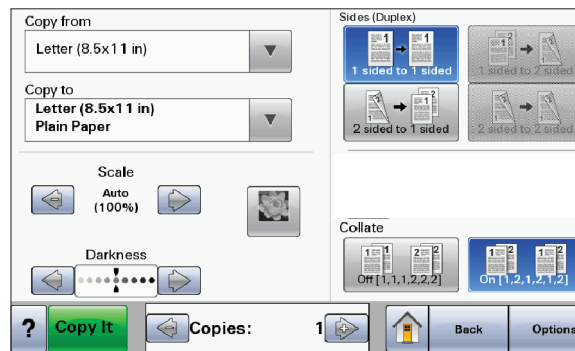 Copy from
Letter (8.5x11 in)
Copy to
Letter (8.5x11 in)
Plain Paper
Scale
Auto
(100%)
Darkness
Sides (Duplex)
1 sided to 1 sided
1 sided to 2 sided
2 sided to 1 sided
2 sided to 2 sided
Collate
Off [1,1,1,2,2,2]
On [1,2,1,2,1,2]
? Copy It
Copies: 1
Back
Options